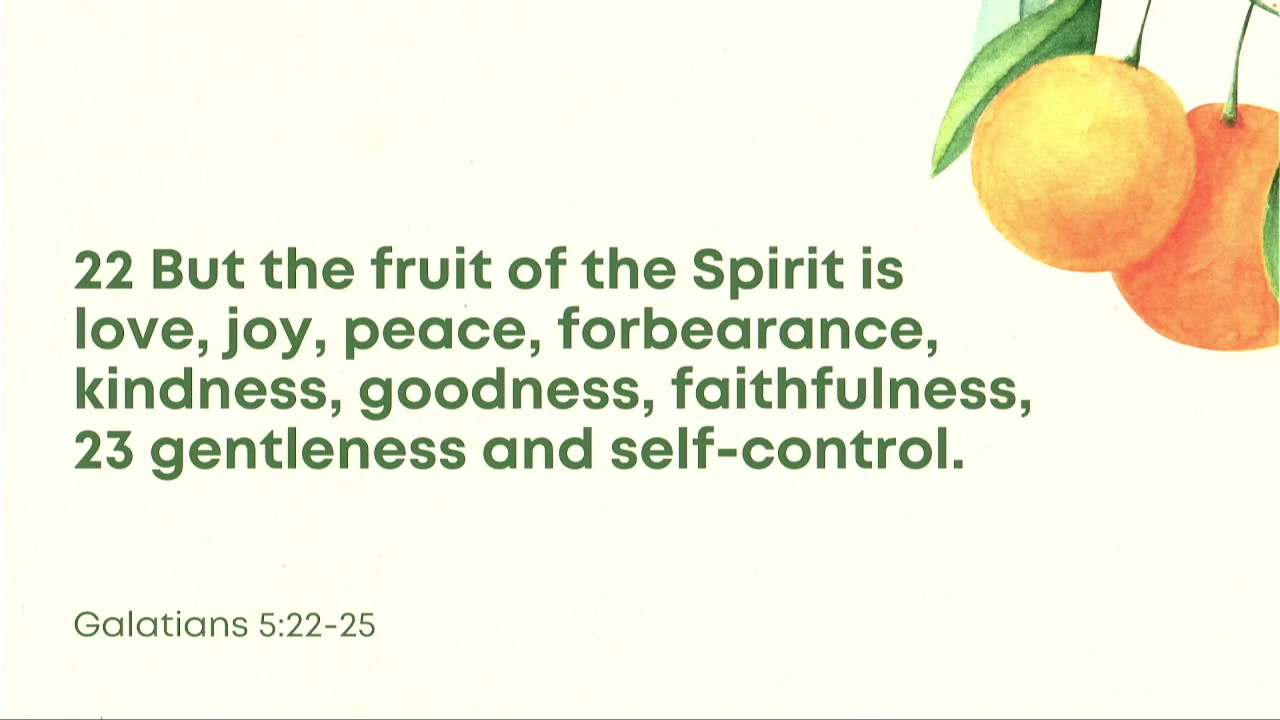 22 But the fruit of the Spirit is
love, joy, peace, forbearance,
kindness, goodness, faithfulness,
23 gentleness and self-control.
Galatians 5:22-25